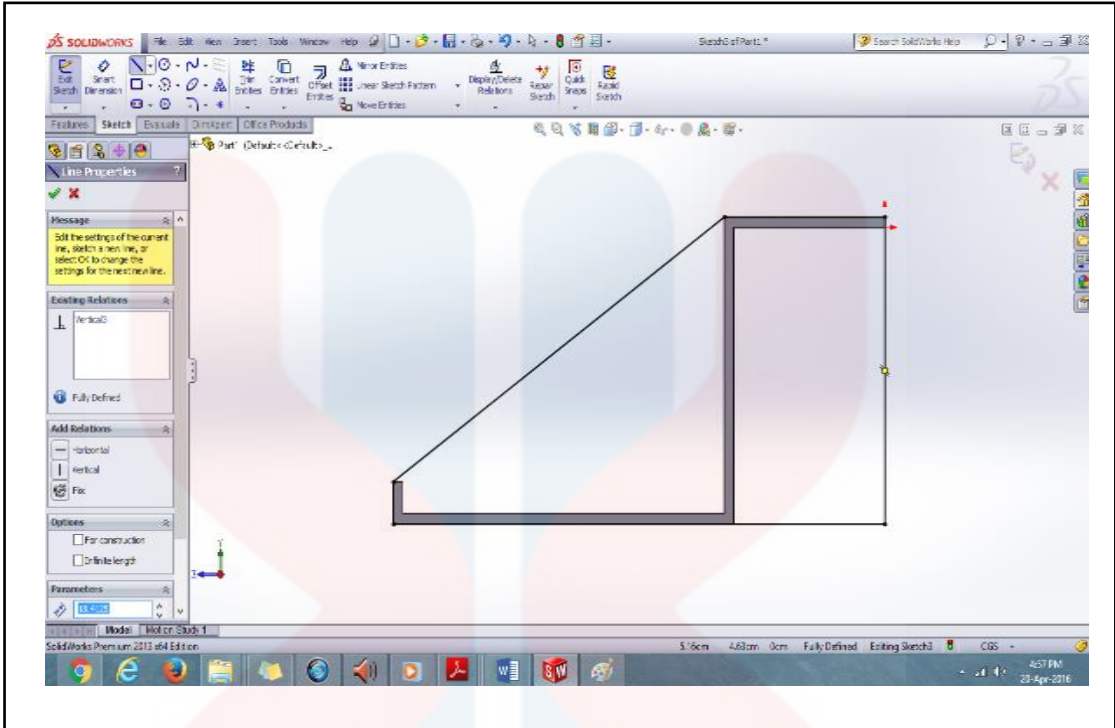 SOLIDWORKS File Edit View Insert Tools Window Help Sketch3 of Part1 * Search SolidWorks Help
Exit Sketch Smart Dimension Trim Entities Convert Entities Offset Entities Mirror Entities Linear Sketch Pattern Move Entities Display/Delete Relations Repair Sketch Quick Snaps Rapid Sketch
Features Sketch Evaluate DimXpert Office Products
Part1 (Default<<Default>_...
Line Properties ?
Message
Edit the settings of the current
line, sketch a new line, or
select OK to change the
settings for the next new line.
Existing Relations
Vertical3
Fully Defined
Add Relations
Horizontal
Vertical
Fix
Options
For construction
Infinite length
Parameters
Y
Z
Model Motion Study 1
SolidWorks Premium 2013 x64 Edition 4.63cm 0cm Fully Defined Editing Sketch3 CGS
4:57 PM
20-Apr-2016